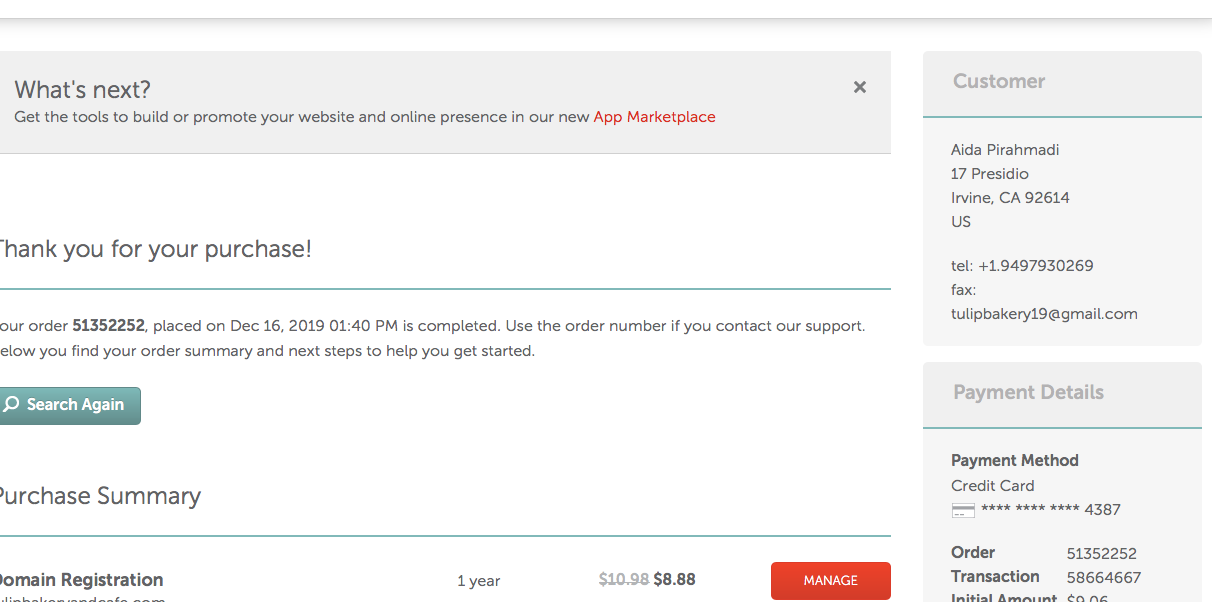 What's next?
Get the tools to build or promote your website and online presence in our new App Marketplace
Thank you for your purchase!
our order 51352252, placed on Dec 16, 2019 01:40 PM is completed. Use the order number if you contact our support.
elow you find your order summary and next steps to help you get started.
Search Again
Purchase Summary
Domain Registration 1 year $10.98 $8.88 MANAGE
ulipbakeryandcafe.com
Customer
Aida Pirahmadi
17 Presidio
Irvine, CA 92614
US
tel: +1.9497930269
fax:
tulipbakery19@gmail.com
Payment Details
Payment Method
Credit Card
**** **** **** 4387
Order 51352252
Transaction 58664667
Initial Amount $9.06